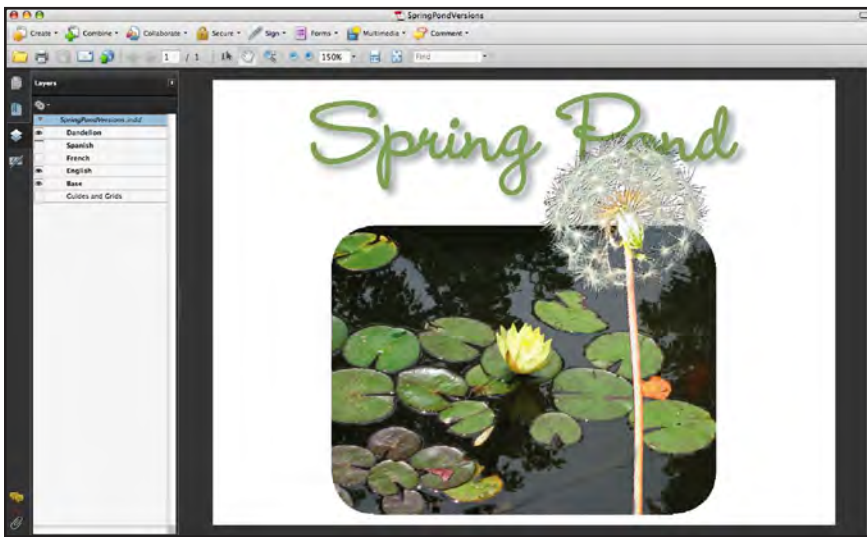 SpringPondVersions
Create Combine Collaborate Secure Sign Forms Multimedia Comment
1 / 1 150% Find
Layers
SpringPondVersions.indd
Dandelion
Spanish
French
English
Base
Guides and Grids
Spring Pond